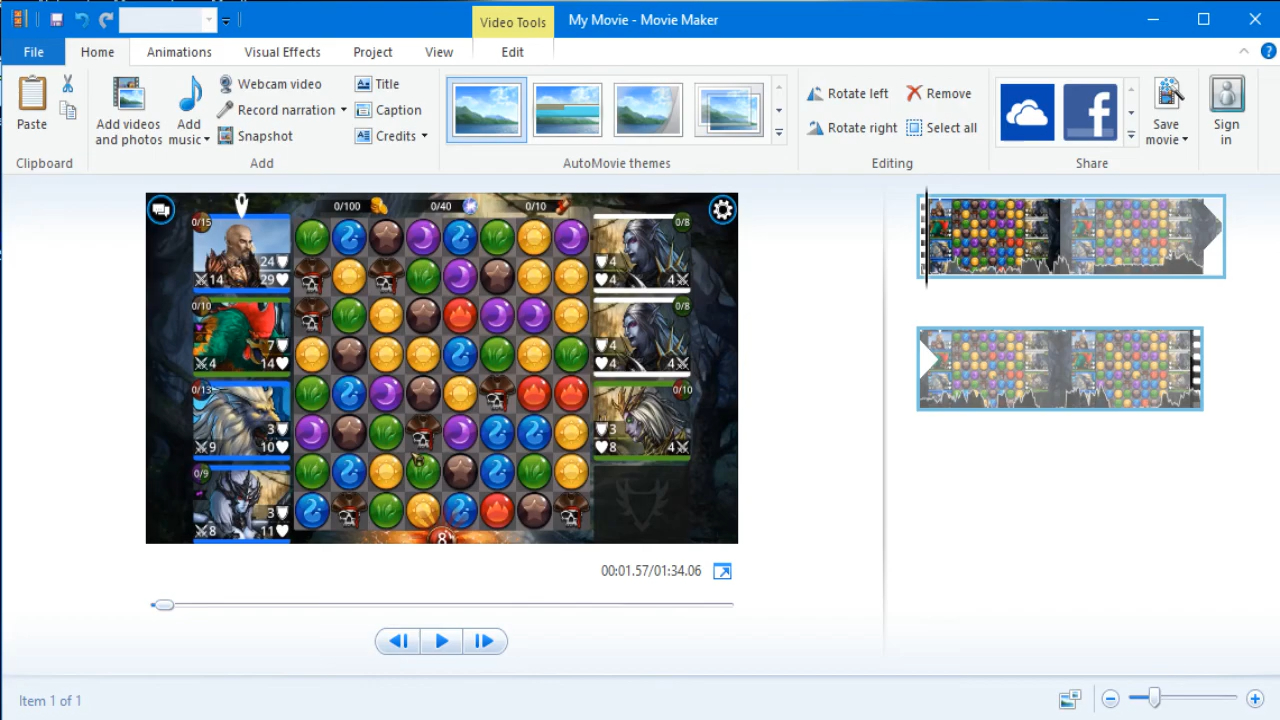 Video Tools
My Movie - Movie Maker
File
Home
Animations
Visual Effects
Project
View
Edit
Paste
Clipboard
Add videos
and photos
Add
music
Webcam video
Record narration
Snapshot
Title
Caption
Credits
Add
AutoMovie themes
Rotate left
Rotate right
Remove
Select all
Editing
Share
Save
movie
Sign
in
0/100
0/40
0/10
0/15
24
14
29
0/10
7
4
14
0/13
3
9
10
0/9
3
8
11
0/8
4
4
4
0/8
4
4
4
0/10
3
8
4
8
00:01.57/01:34.06
Item 1 of 1